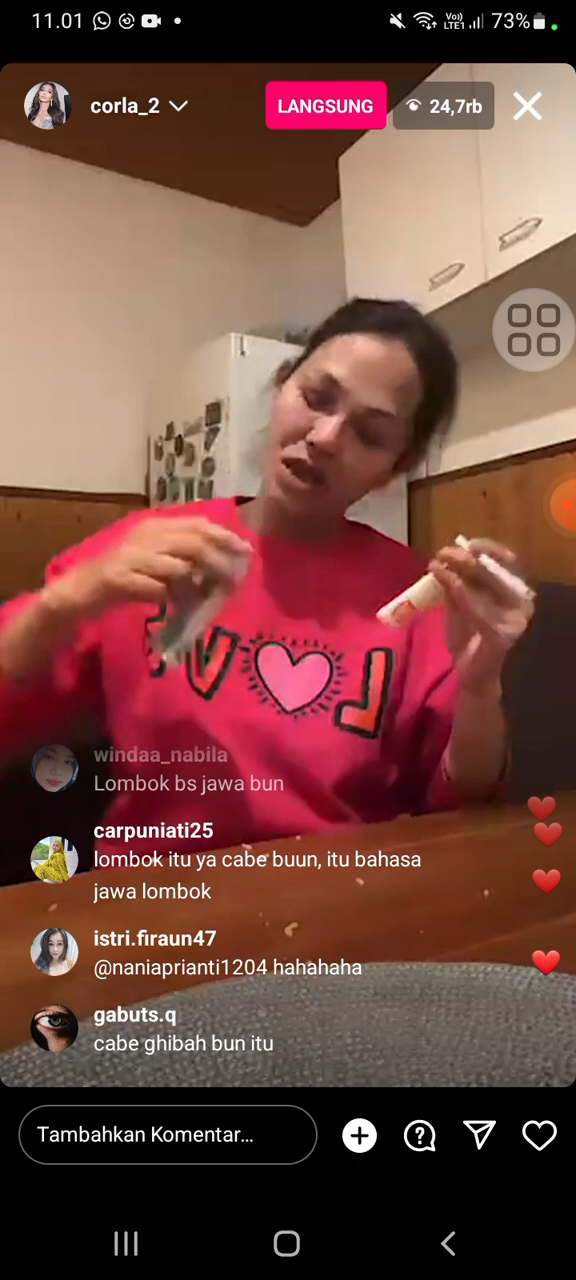 11.01
Vo))
LTE1
73%
corla_2
LANGSUNG
24,7rb
windaa_nabila
Lombok bs jawa bun
carpuniati25
lombok itu ya cabe buun, itu bahasa
jawa lombok
istri.firaun47
@naniaprianti1204 hahahaha
gabuts.q
cabe ghibah bun itu
Tambahkan Komentar...